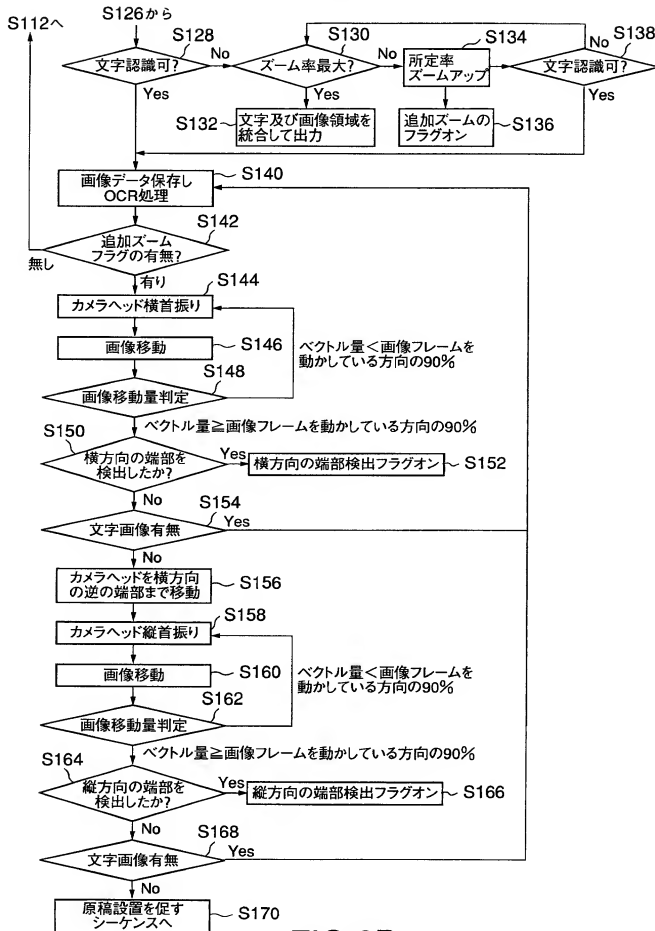 S126から
S112へ
S128
文字認識可?
No
Yes
S130
ズーム率最大?
No
Yes
S134
所定率
ズームアップ
S138
文字認識可?
No
Yes
S132
文字及び画像領域を
統合して出力
追加ズームの
フラグオン
S136
画像データ保存し
OCR処理
S140
S142
追加ズーム
フラグの有無?
無し
有り
S144
カメラヘッド横首振り
画像移動
S146
ベクトル量<画像フレームを
動かしている方向の90%
S148
画像移動量判定
ベクトル量≧画像フレームを動かしている方向の90%
S150
横方向の端部を
検出したか?
Yes
横方向の端部検出フラグオン
S152
No
S154
文字画像有無
Yes
No
カメラヘッドを横方向
の逆の端部まで移動
S156
S158
カメラヘッド縦首振り
画像移動
S160
ベクトル量<画像フレームを
動かしている方向の90%
S162
画像移動量判定
ベクトル量≧画像フレームを動かしている方向の90%
S164
縦方向の端部を
検出したか?
Yes
縦方向の端部検出フラグオン
S166
No
S168
文字画像有無
Yes
No
原稿設置を促す
シーケンスへ
S170